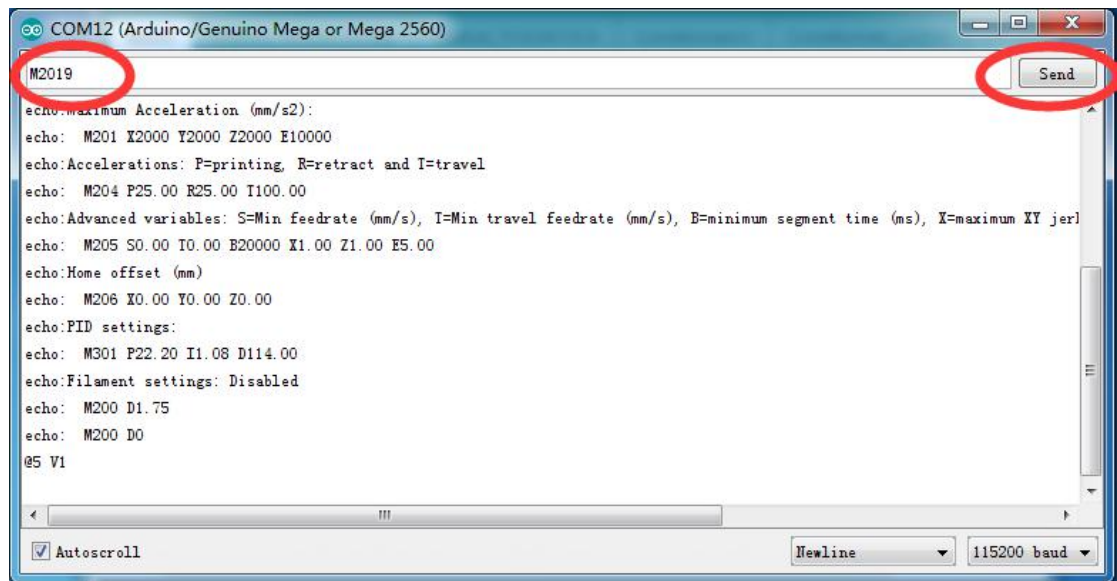 COM12 (Arduino/Genuino Mega or Mega 2560)
M2019
Send
echo:Maximum Acceleration (mm/s2):
echo:  M201 X2000 Y2000 Z2000 E10000
echo:Accelerations: P=printing, R=retract and T=travel
echo:  M204 P25.00 R25.00 T100.00
echo:Advanced variables: S=Min feedrate (mm/s), T=Min travel feedrate (mm/s), B=minimum segment time (ms), X=maximum XY jerk
echo:  M205 S0.00 T0.00 B20000 X1.00 Z1.00 E5.00
echo:Home offset (mm)
echo:  M206 X0.00 Y0.00 Z0.00
echo:PID settings:
echo:  M301 P22.20 I1.08 D114.00
echo:Filament settings: Disabled
echo:  M200 D1.75
echo:  M200 D0
@5 V1
Autoscroll
Newline
115200 baud